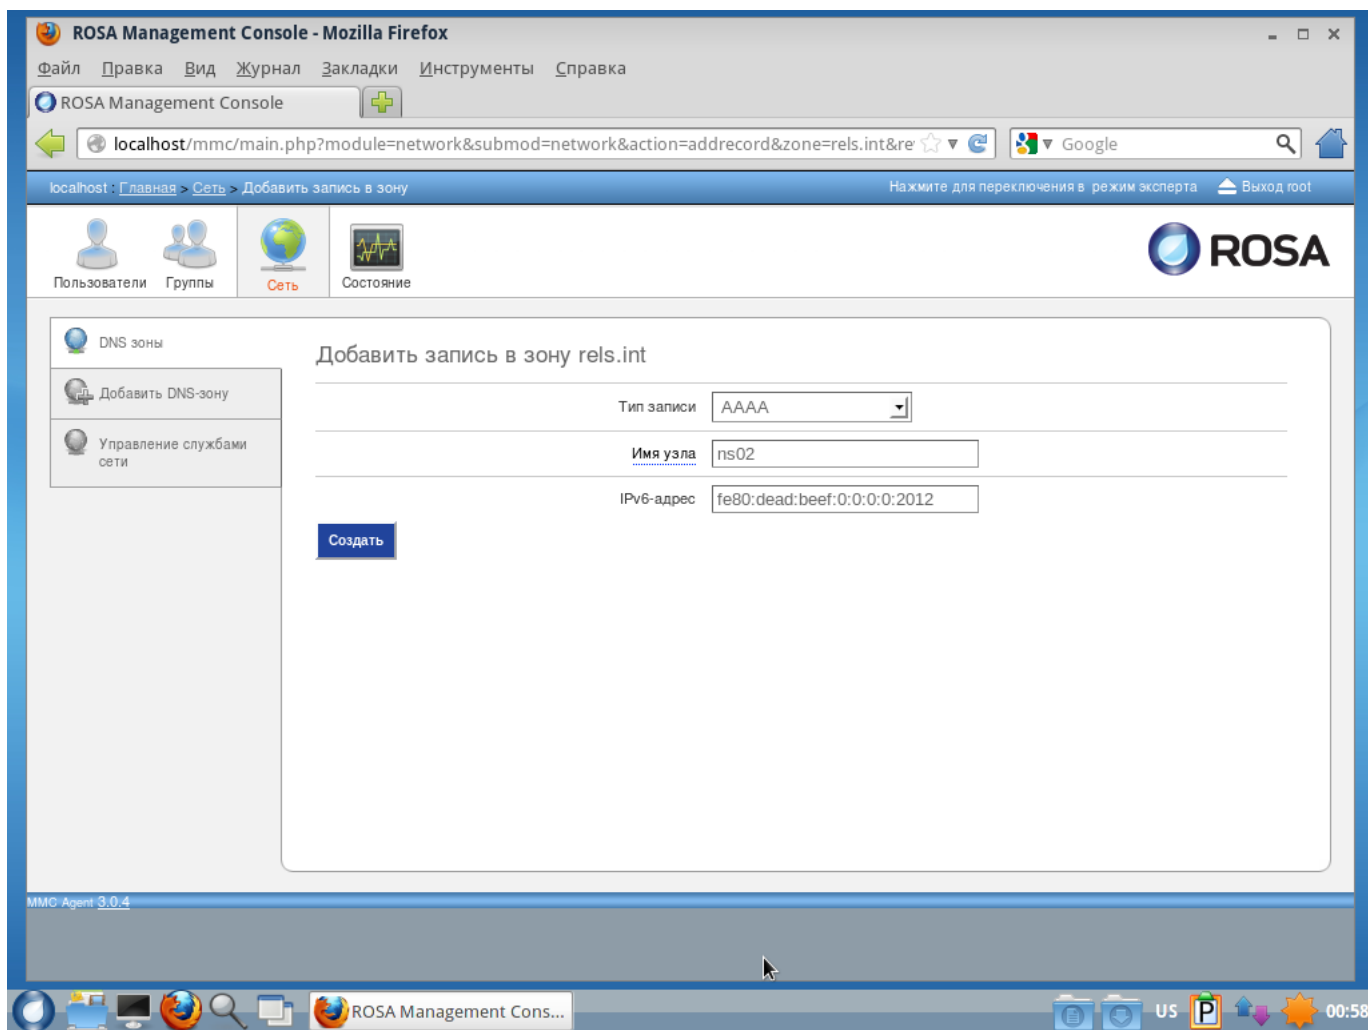 ROSA Management Console - Mozilla Firefox
Файл Правка Вид Журнал Закладки Инструменты Справка
ROSA Management Console
localhost/mmc/main.php?module=network&submod=network&action=addrecord&zone=rels.int&re
Google
localhost : Главная > Сеть > Добавить запись в зону
Нажмите для переключения в режим эксперта
Выход root
Пользователи Группы Сеть Состояние
ROSA
DNS зоны
Добавить DNS-зону
Управление службами
сети
Добавить запись в зону rels.int
Тип записи AAAA
Имя узла ns02
IPv6-адрес fe80:dead:beef:0:0:0:0:2012
Создать
MMC Agent 3.0.4
ROSA Management Cons...
US
P
00:58